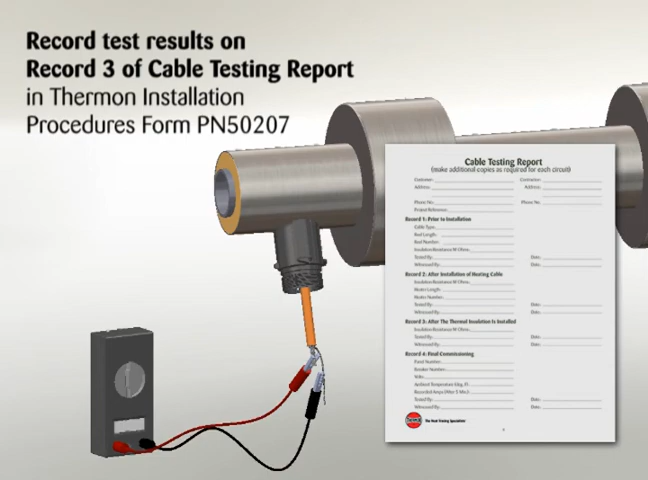 Record test results on
Record 3 of Cable Testing Report
in Thermon Installation
Procedures Form PN50207
Cable Testing Report
(make additional copies as required for each circuit)
Customer: Contractor:
Address: Address:
Phone No: Phone No:
Project Reference:
Record 1: Prior to Installation
Cable Type:
Reel Length:
Reel Number:
Insulation Resistance M Ohms:
Tested By: Date:
Witnessed By: Date:
Record 2: After Installation of Heating Cable
Insulation Resistance M Ohms:
Heater Length:
Heater Number:
Tested By: Date:
Witnessed By: Date:
Record 3: After The Thermal Insulation Is Installed
Insulation Resistance M Ohms:
Tested By: Date:
Witnessed By: Date:
Record 4: Final Commissioning
Panel Number:
Breaker Number:
Volts:
Ambient Temperature (deg. F)
Recorded Amps (After 5 Min.):
Tested By: Date:
Witnessed By: Date:
The Heat Tracing Specialists